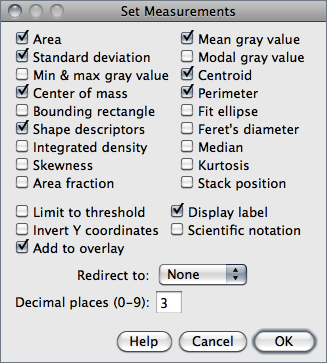 Set Measurements
Area Mean gray value
Standard deviation Modal gray value
Min & max gray value Centroid
Center of mass Perimeter
Bounding rectangle Fit ellipse
Shape descriptors Feret's diameter
Integrated density Median
Skewness Kurtosis
Area fraction Stack position
Limit to threshold Display label
Invert Y coordinates Scientific notation
Add to overlay
Redirect to: None
Decimal places (0-9): 3
Help Cancel OK